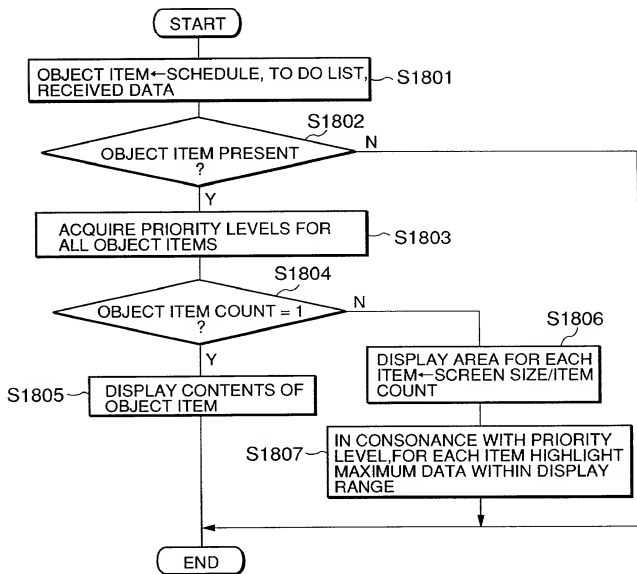 START
OBJECT ITEM←SCHEDULE, TO DO LIST,
RECEIVED DATA
S1801
S1802
OBJECT ITEM PRESENT
?
N
Y
ACQUIRE PRIORITY LEVELS FOR
ALL OBJECT ITEMS
S1803
S1804
OBJECT ITEM COUNT = 1
?
N
Y
S1806
DISPLAY AREA FOR EACH
ITEM←SCREEN SIZE/ITEM
COUNT
S1805
DISPLAY CONTENTS OF
OBJECT ITEM
S1807
IN CONSONANCE WITH PRIORITY
LEVEL,FOR EACH ITEM HIGHLIGHT
MAXIMUM DATA WITHIN DISPLAY
RANGE
END